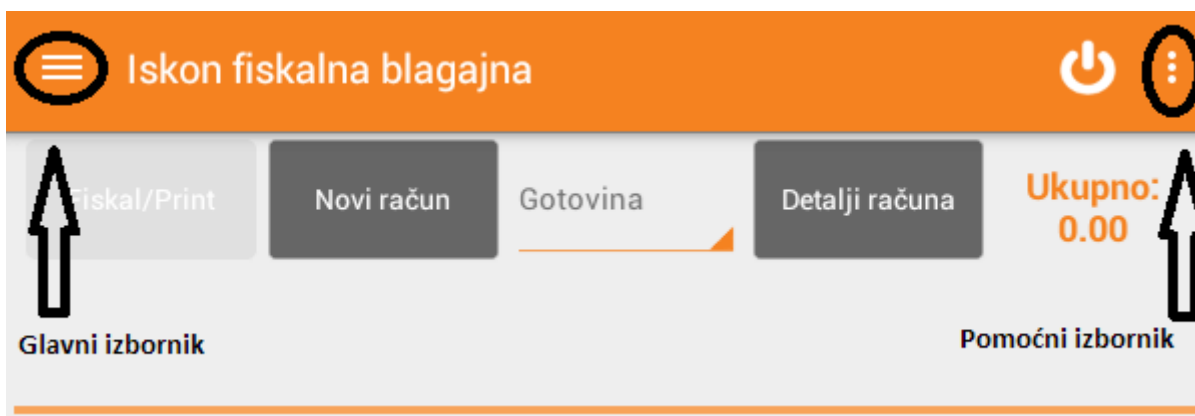 Iskon fiskalna blagajna
Fiskal/Print
Novi račun
Gotovina
Detalji računa
Ukupno:
0.00
Glavni izbornik
Pomoćni izbornik